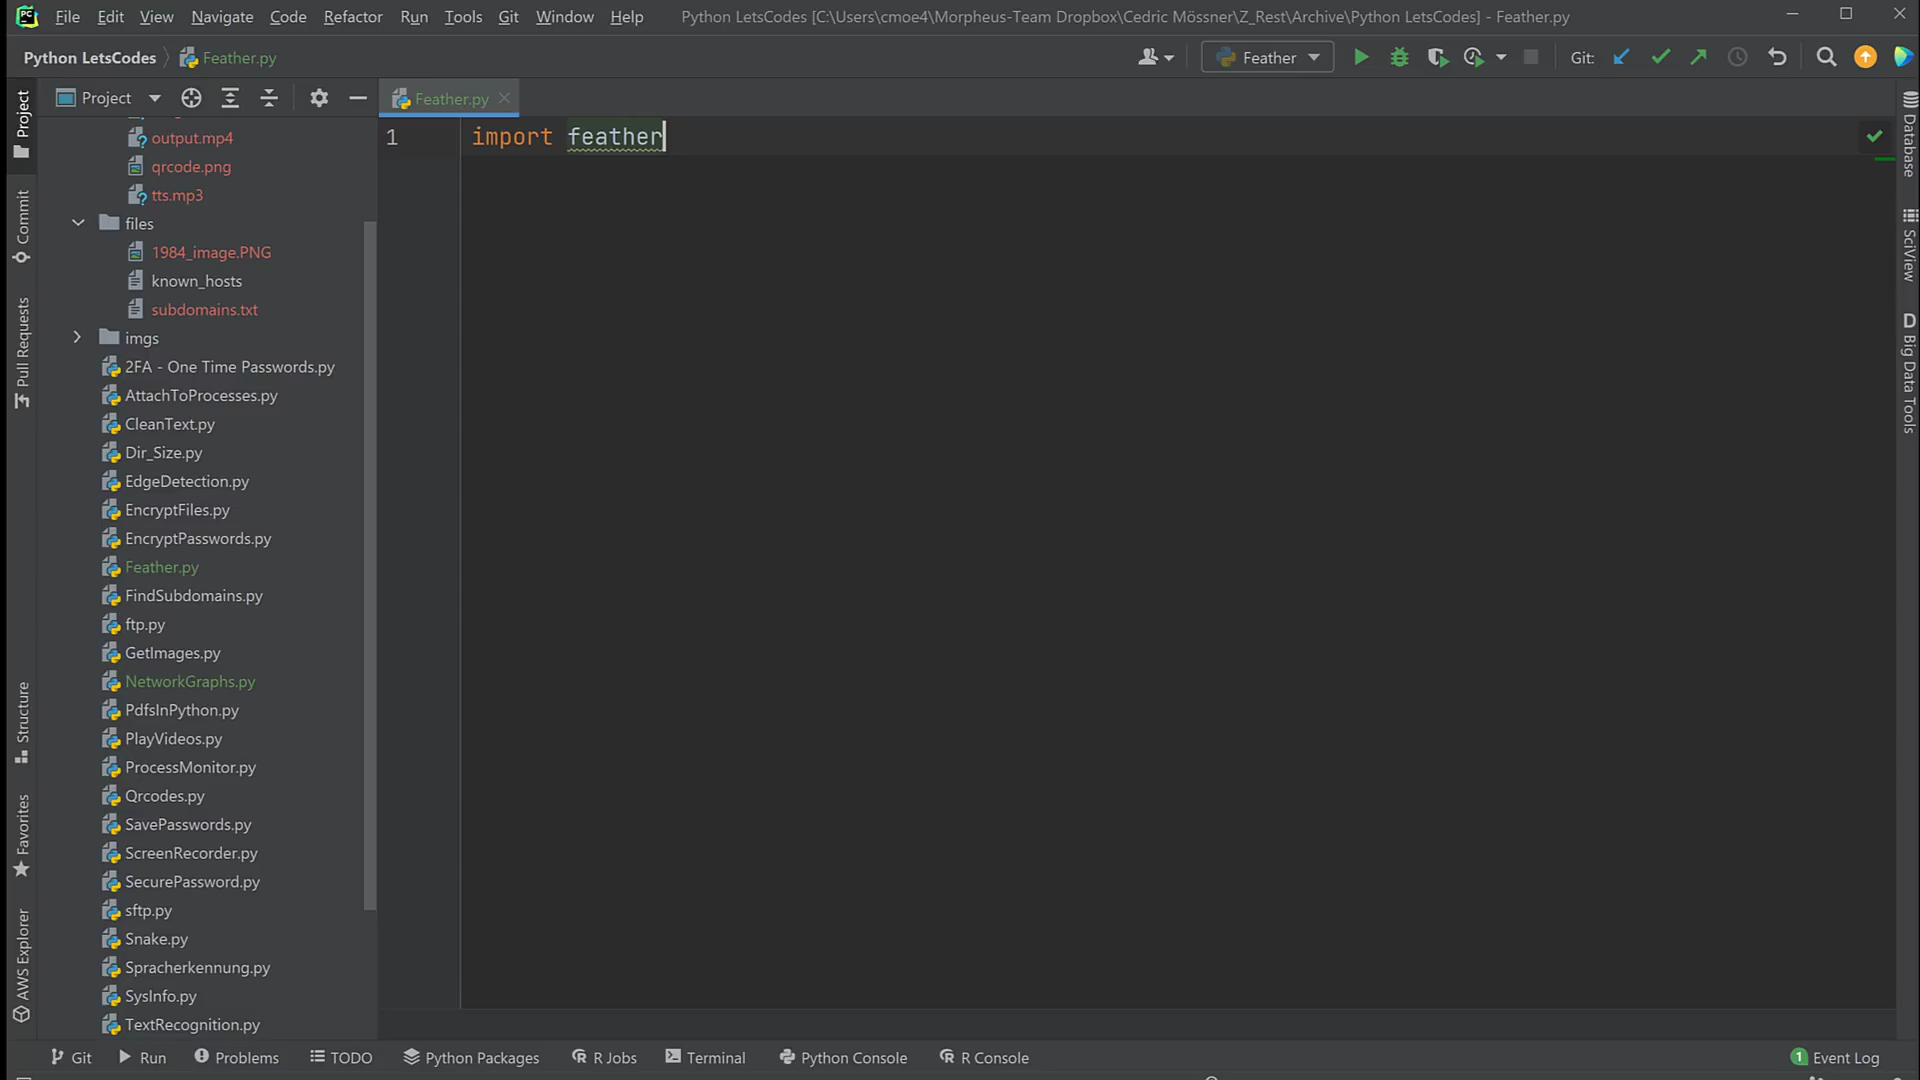 PC File Edit View Navigate Code Refactor Run Tools Git Window Help Python LetsCodes [C:\Users\cmoe4\Morpheus-Team Dropbox\Cedric Mössner\Z_Rest\Archive\Python LetsCodes] - Feather.py
Python LetsCodes Feather.py Feather Git:
Project Feather.py
1 import feather
output.mp4
qrcode.png
tts.mp3
files
1984_image.PNG
known_hosts
subdomains.txt
imgs
2FA - One Time Passwords.py
AttachToProcesses.py
CleanText.py
Dir_Size.py
EdgeDetection.py
EncryptFiles.py
EncryptPasswords.py
Feather.py
FindSubdomains.py
ftp.py
GetImages.py
NetworkGraphs.py
PdfsInPython.py
PlayVideos.py
ProcessMonitor.py
Qrcodes.py
SavePasswords.py
ScreenRecorder.py
SecurePassword.py
sftp.py
Snake.py
Spracherkennung.py
SysInfo.py
TextRecognition.py
Project
Commit
Pull Requests
Structure
Favorites
AWS Explorer
Database
SciView
D Big Data Tools
Git Run Problems TODO Python Packages R Jobs Terminal Python Console R Console 1 Event Log